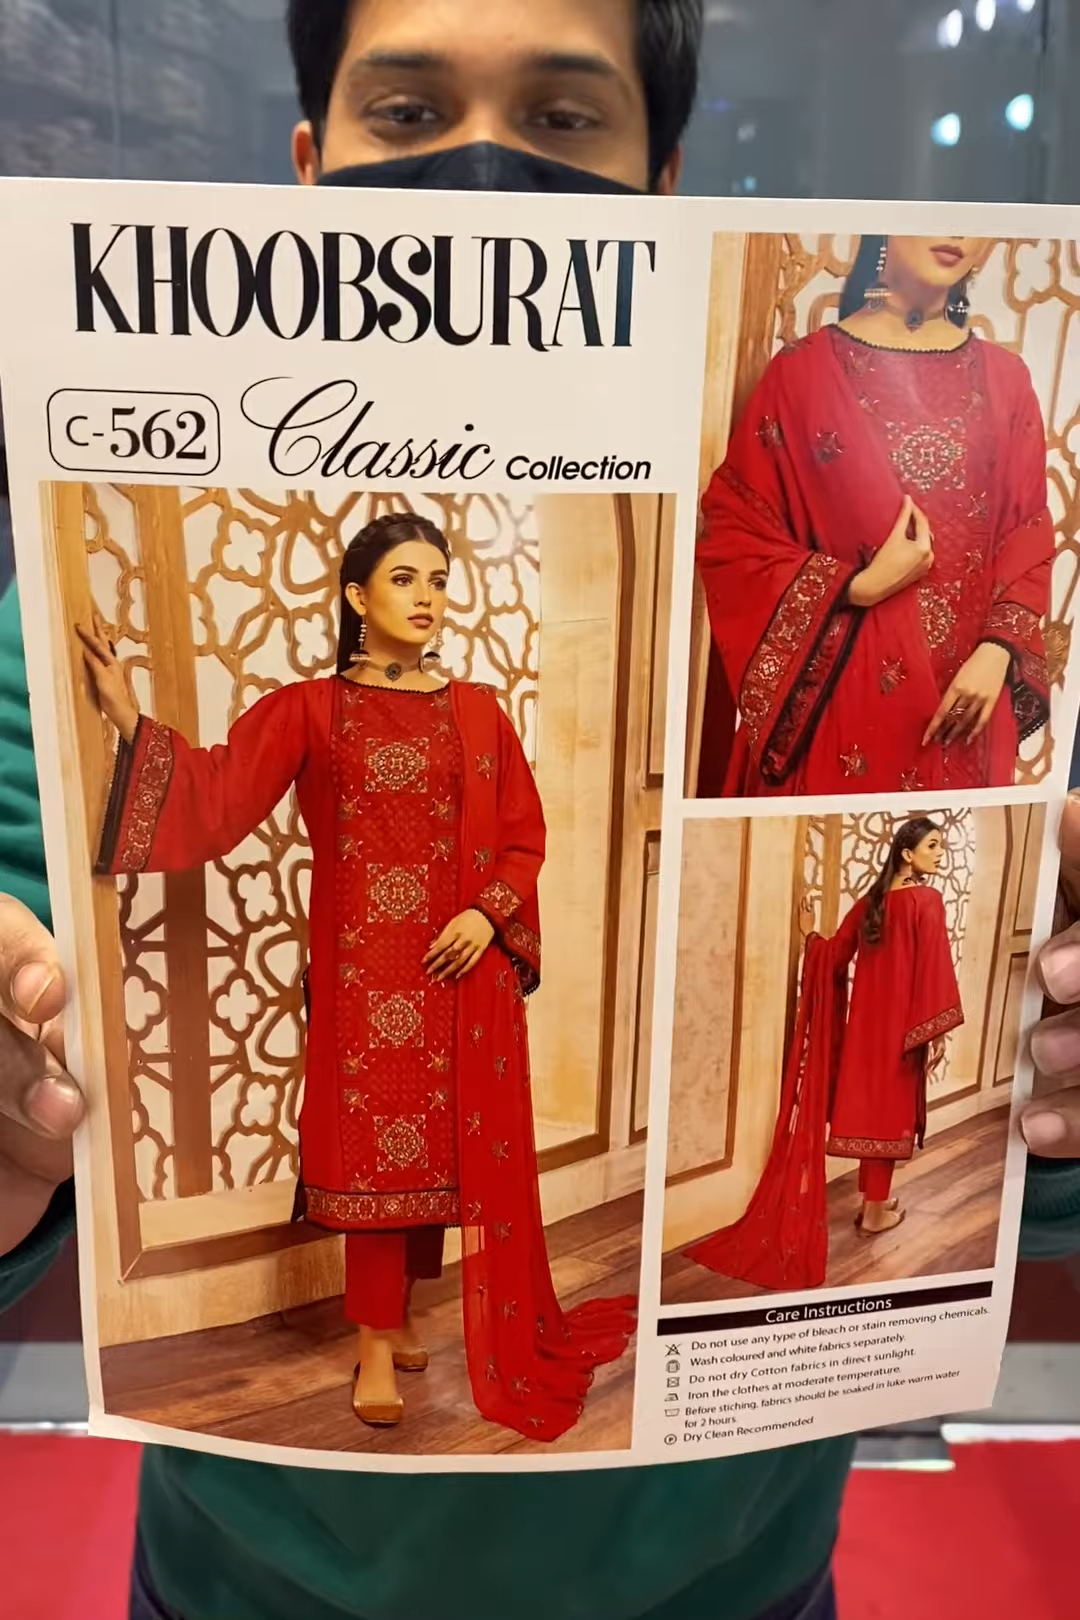 KHOOBSURAT
C-562
Classic Collection
Care Instructions
Do not use any type of bleach or stain removing chemicals.
Wash coloured and white fabrics separately.
Do not dry Cotton fabrics in direct sunlight.
Iron the clothes at moderate temperature.
Before stiching, fabrics should be soaked in luke warm water
for 2 hours.
P Dry Clean Recommended